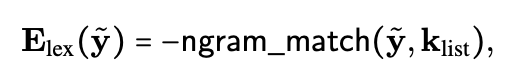 E_lex(ỹ) = −ngram_match(ỹ, k_list),